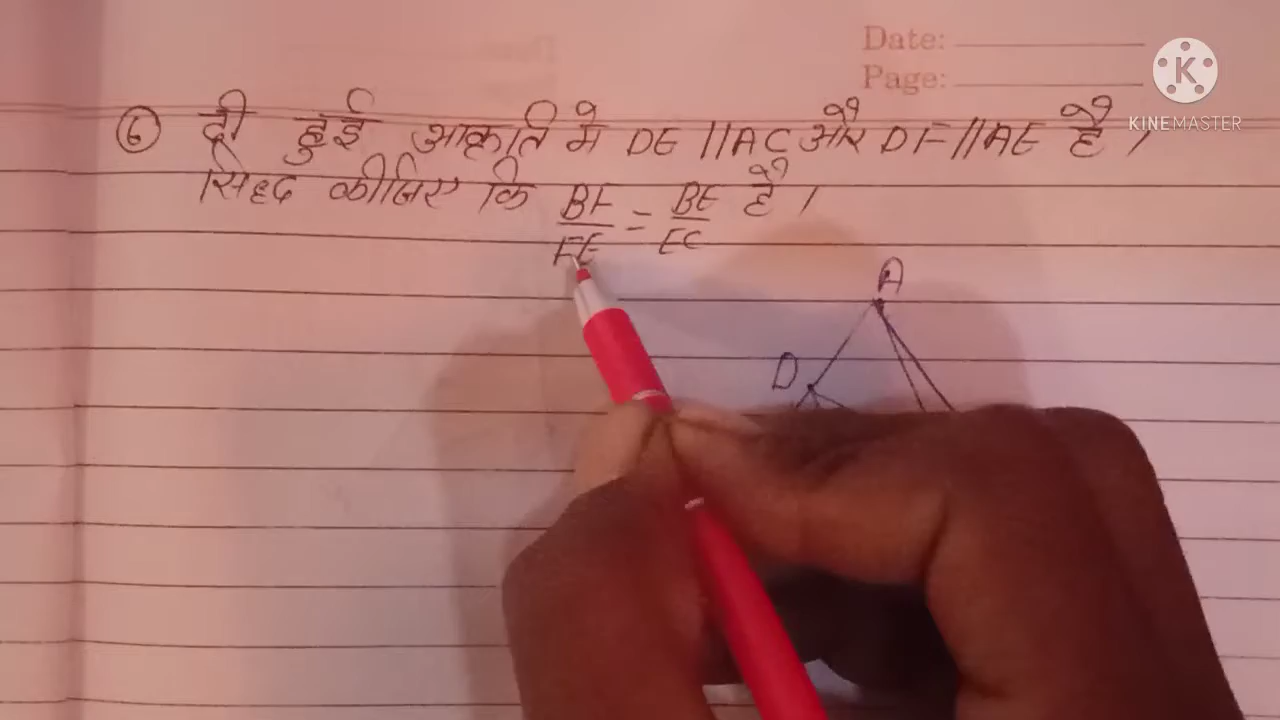 Date:
Page:
K
KINEMASTER
⑥ दी हुई आकृति में DE || AC और DF || AE है।
सिद्द कीजिए कि BF/FE = BE/EC है।
A
D